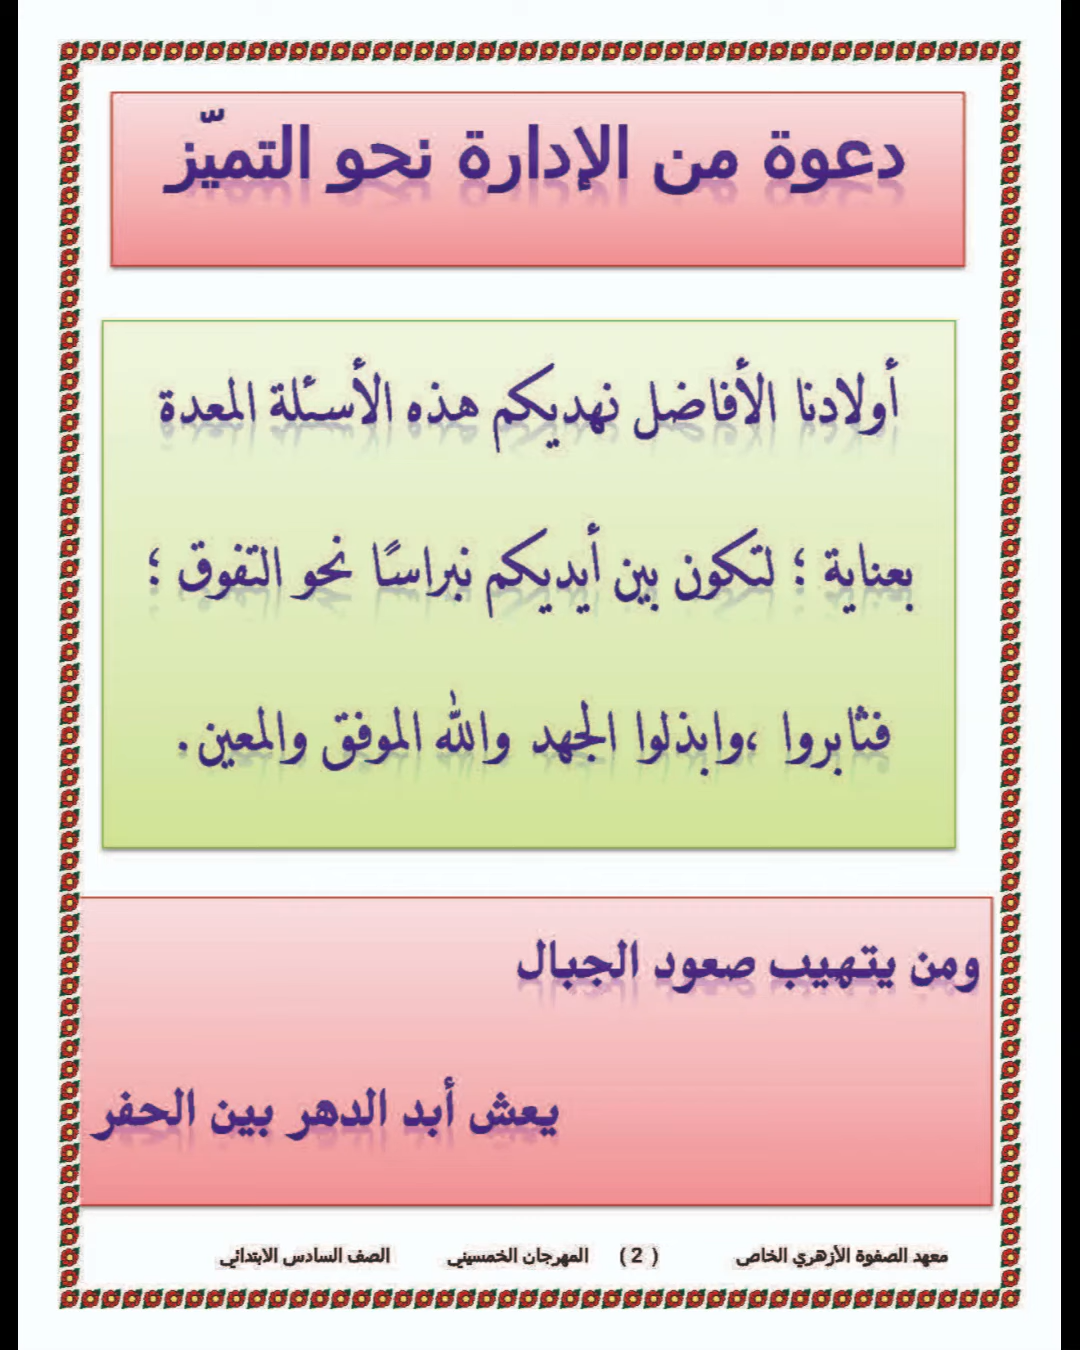 دعوة من الإدارة نحو التميّز
أولادنا الأفاضل نهديكم هذه الأسئلة المعدة
بعناية ؛ لتكون بين أيديكم نبراسًا نحو التفوق ؛
فثابروا ،وابذلوا الجهد والله الموفق والمعين .
ومن يتهيب صعود الجبال
يعش أبد الدهر بين الحفر
معهد الصفوة الأزهري الخاص ( 2 ) المهرجان الخمسيني الصف السادس الابتدائي